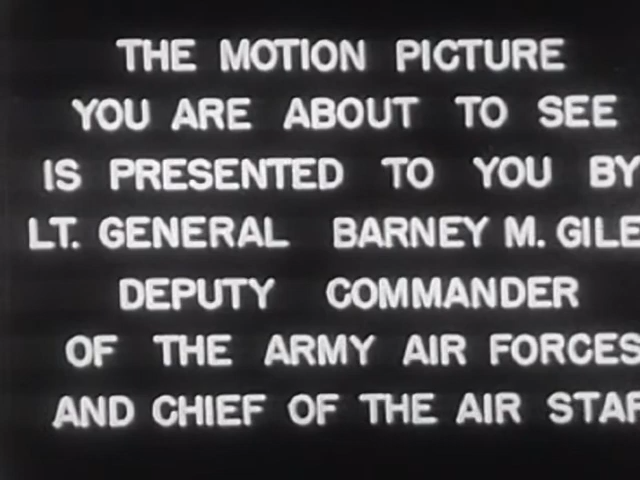 THE MOTION PICTURE
YOU ARE ABOUT TO SEE
IS PRESENTED TO YOU BY
LT. GENERAL BARNEY M. GILE
DEPUTY COMMANDER
OF THE ARMY AIR FORCES
AND CHIEF OF THE AIR STAF